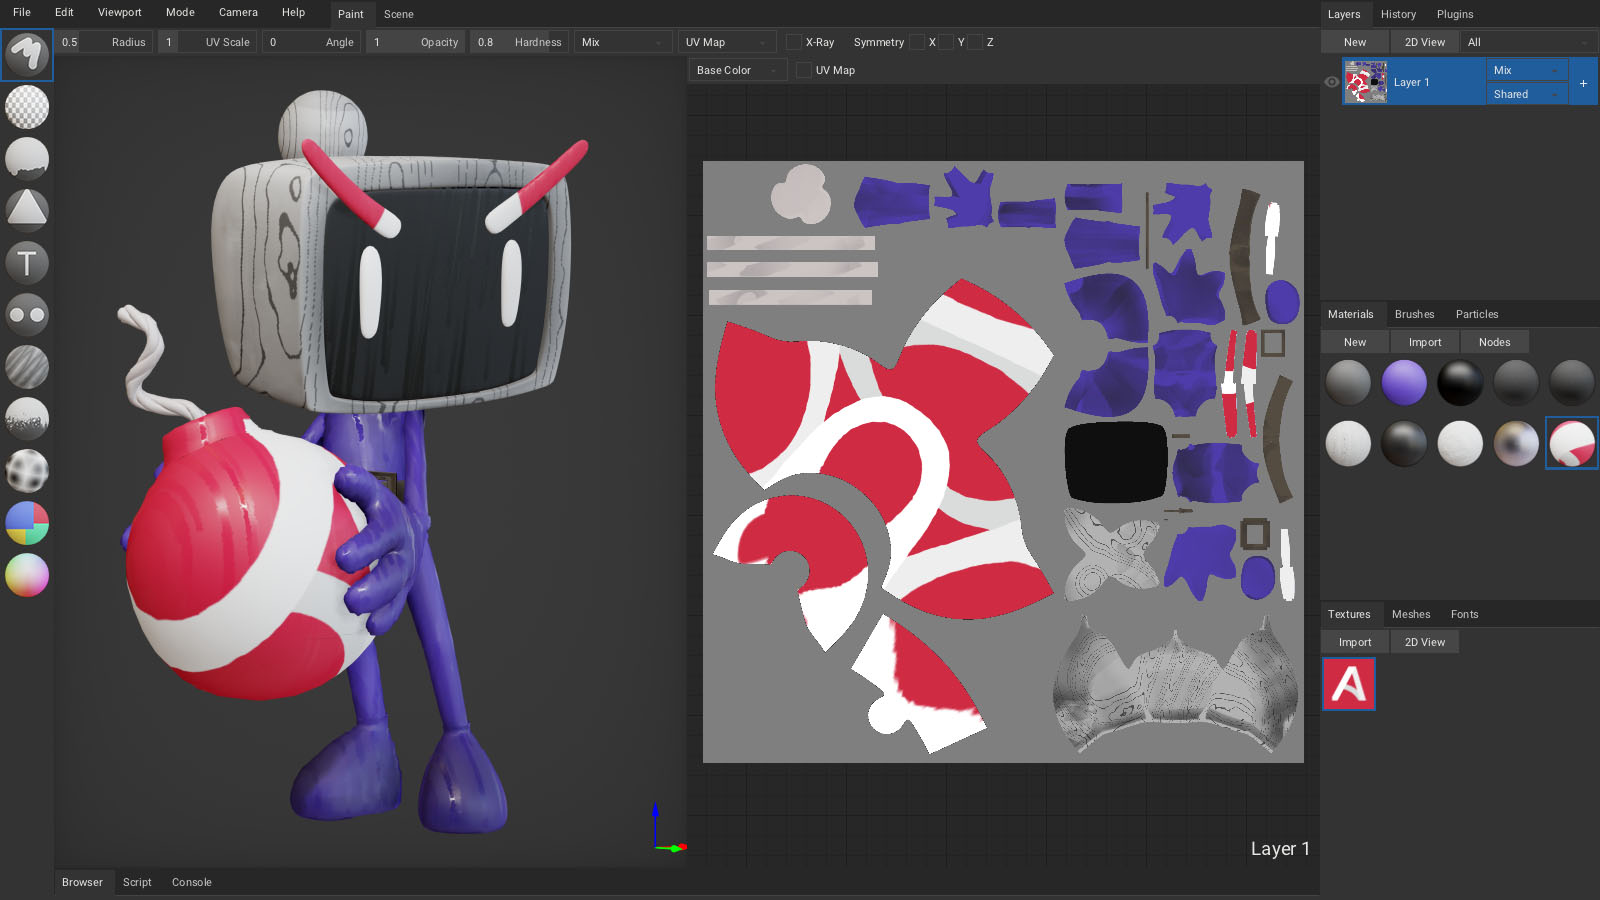 File Edit Viewport Mode Camera Help Paint Scene
Layers History Plugins
0.5 Radius 1 UV Scale 0 Angle 1 Opacity 0.8 Hardness Mix UV Map X-Ray Symmetry X Y Z
New 2D View All
Base Color UV Map
Layer 1 Mix
Shared
+
T
Materials Brushes Particles
New Import Nodes
Textures Meshes Fonts
Import 2D View
A
Layer 1
Browser Script Console